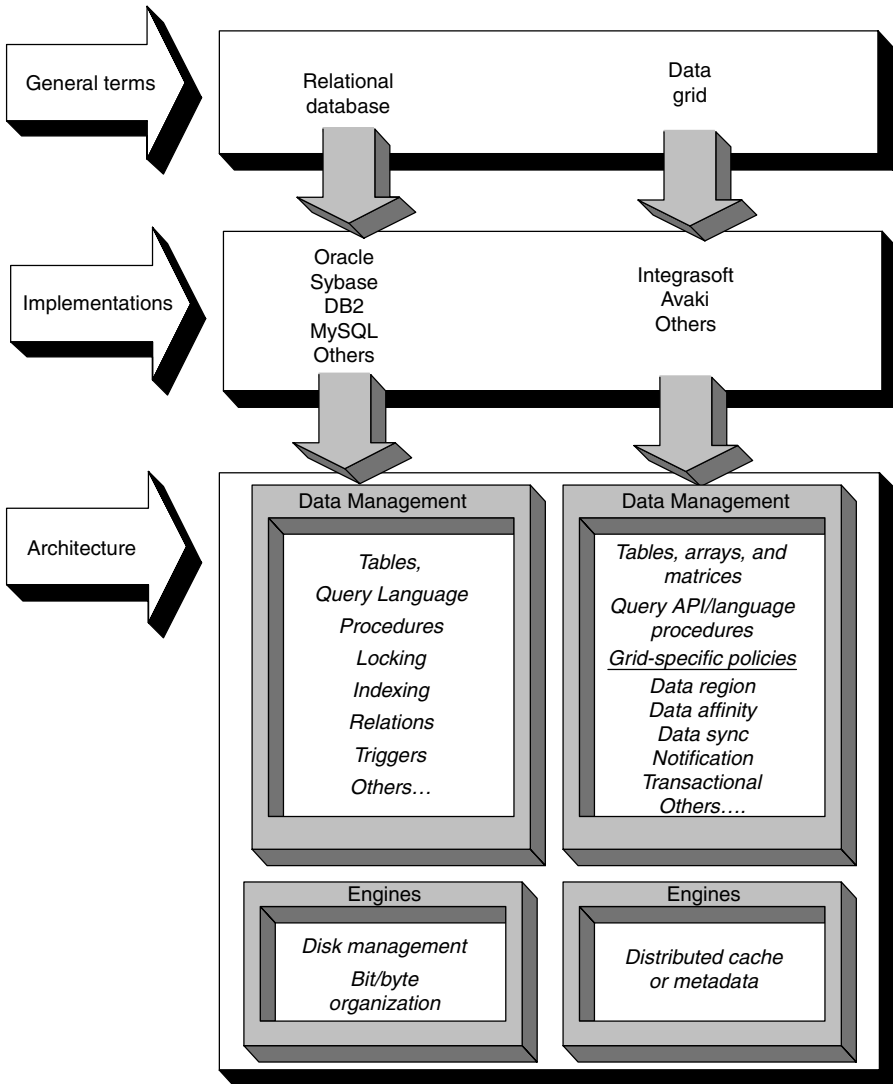 General terms
Relational
database
Data
grid
Implementations
Oracle
Sybase
DB2
MySQL
Others
Integrasoft
Avaki
Others
Architecture
Data Management
Tables,
Query Language
Procedures
Locking
Indexing
Relations
Triggers
Others…
Data Management
Tables, arrays, and
matrices
Query API/language
procedures
Grid-specific policies
Data region
Data affinity
Data sync
Notification
Transactional
Others….
Engines
Disk management
Bit/byte
organization
Engines
Distributed cache
or metadata